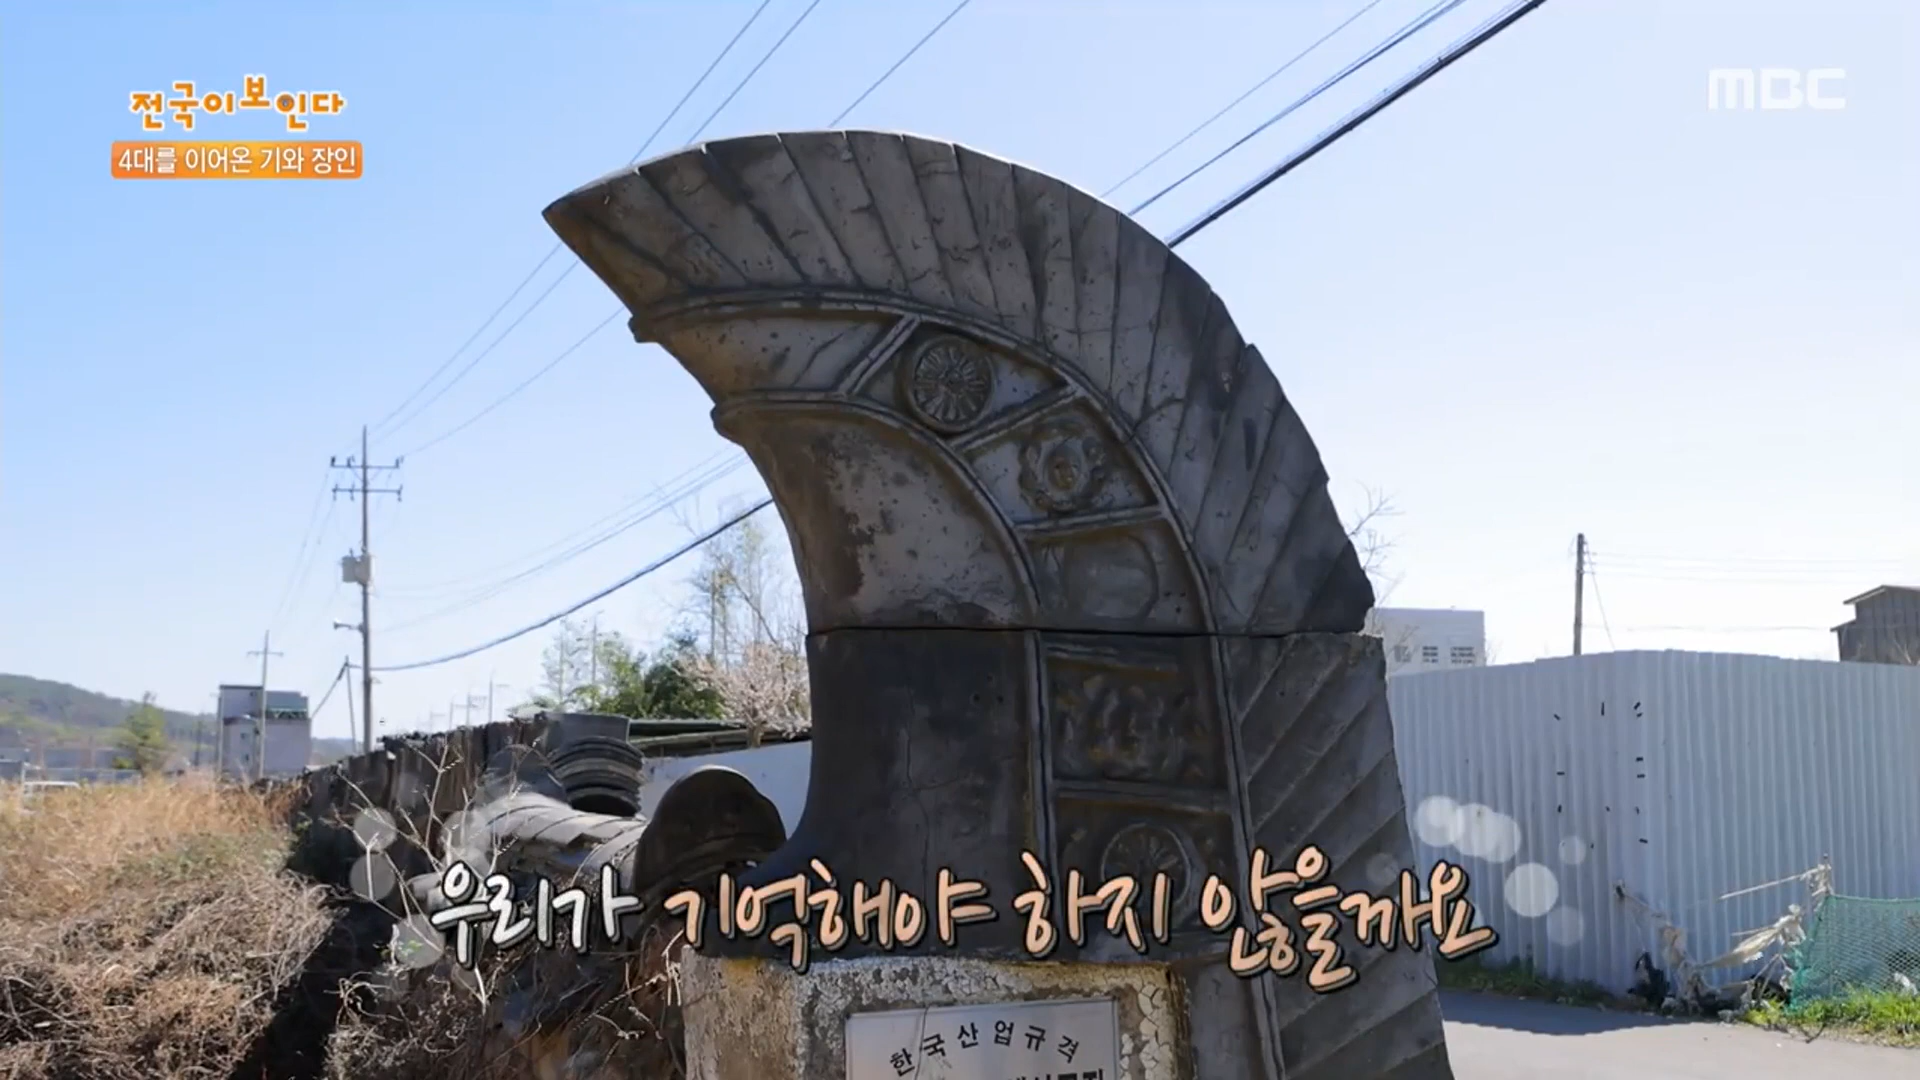 전국이보인다
MBC
4대를 이어온 기와 장인
우리가 기억해야 하지 않을까요
한국산업규격